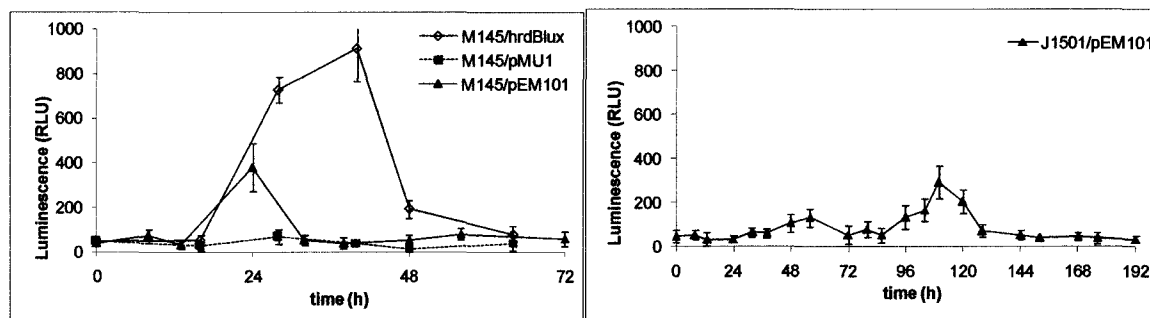 1000
800
600
400
200
0
Luminescence (RLU)
0 24 48 72
time (h)
M145/hrdBlux
M145/pMU1
M145/pEM101
1000
800
600
400
200
0
Luminescence (RLU)
0 24 48 72 96 120 144 168 192
time (h)
J1501/pEM101